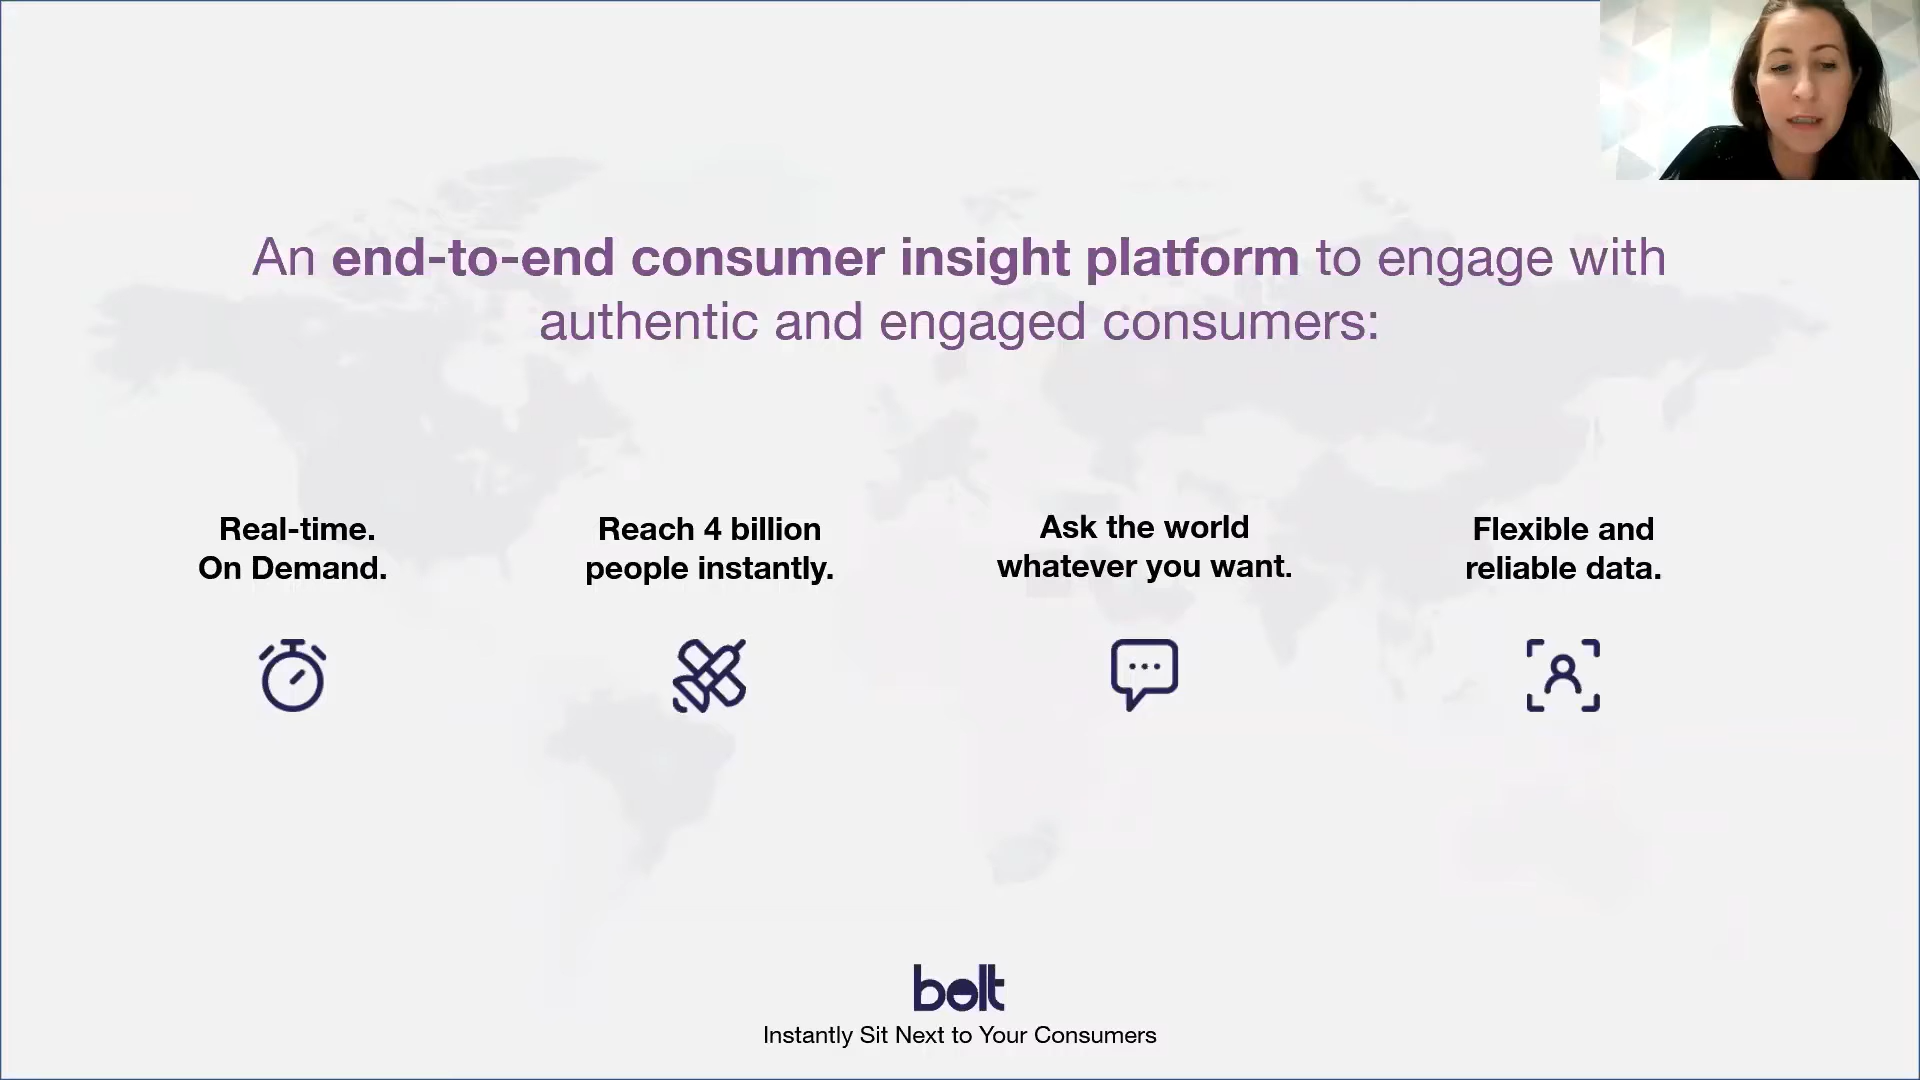 An end-to-end consumer insight platform to engage with
authentic and engaged consumers:
Real-time.
On Demand.
Reach 4 billion
people instantly.
Ask the world
whatever you want.
Flexible and
reliable data.
bolt
Instantly Sit Next to Your Consumers